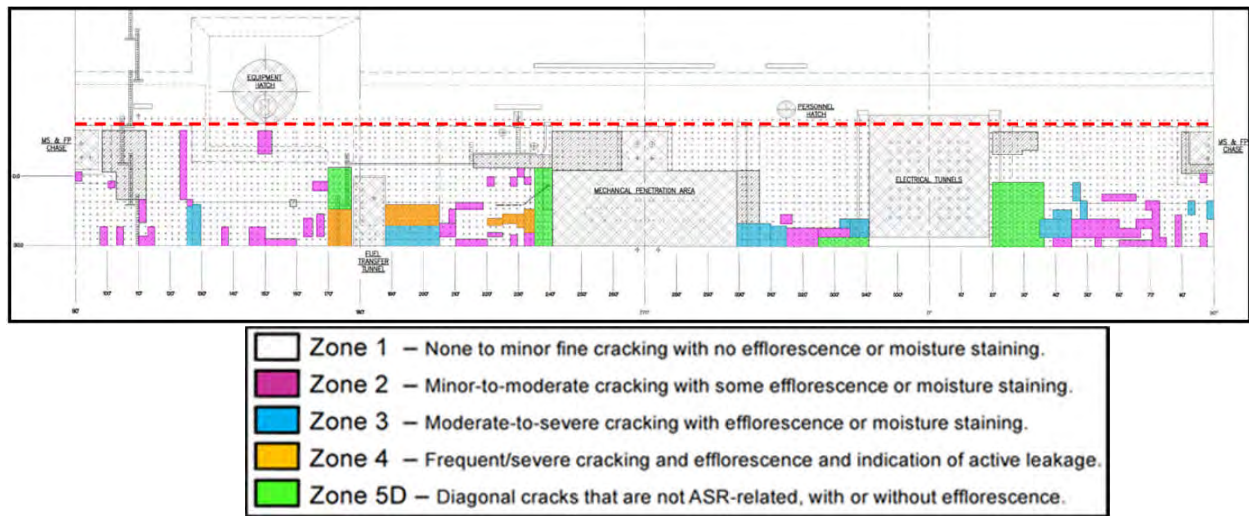 EQUIPMENT
HATCH
PERSONNEL
HATCH
MS & FP
CHASE
MS & FP
CHASE
MECHANICAL PENETRATION AREA
ELECTRICAL TUNNELS
FUEL
TRANSFER
TUNNEL
Zone 1 – None to minor fine cracking with no efflorescence or moisture staining.
Zone 2 – Minor-to-moderate cracking with some efflorescence or moisture staining.
Zone 3 – Moderate-to-severe cracking with efflorescence or moisture staining.
Zone 4 – Frequent/severe cracking and efflorescence and indication of active leakage.
Zone 5D – Diagonal cracks that are not ASR-related, with or without efflorescence.